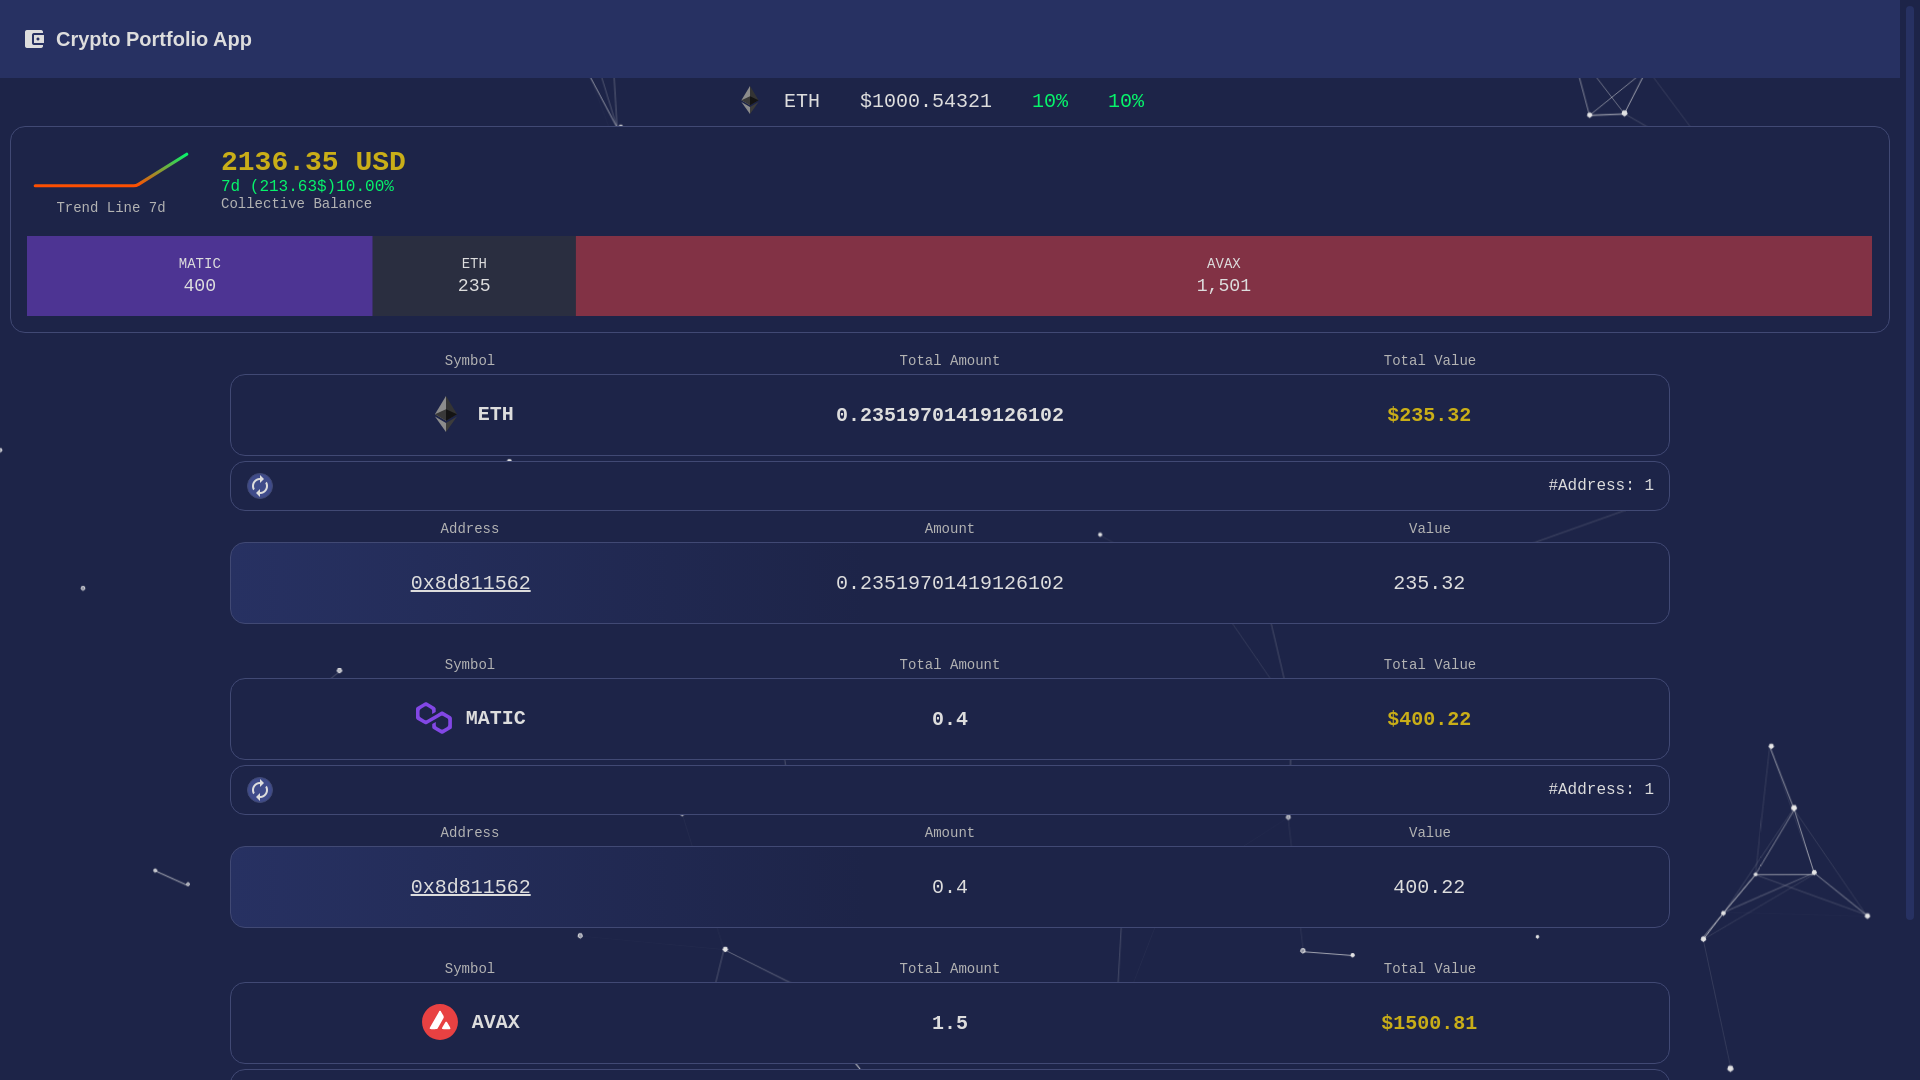 Crypto Portfolio App
ETH $1000.54321 10% 10%
2136.35 USD
7d (213.63$)10.00%
Collective Balance
Trend Line 7d
MATIC
400
ETH
235
AVAX
1,501
Symbol Total Amount Total Value
ETH 0.23519701419126102 $235.32
#Address: 1
Address Amount Value
0x8d811562 0.23519701419126102 235.32
Symbol Total Amount Total Value
MATIC 0.4 $400.22
#Address: 1
Address Amount Value
0x8d811562 0.4 400.22
Symbol Total Amount Total Value
AVAX 1.5 $1500.81